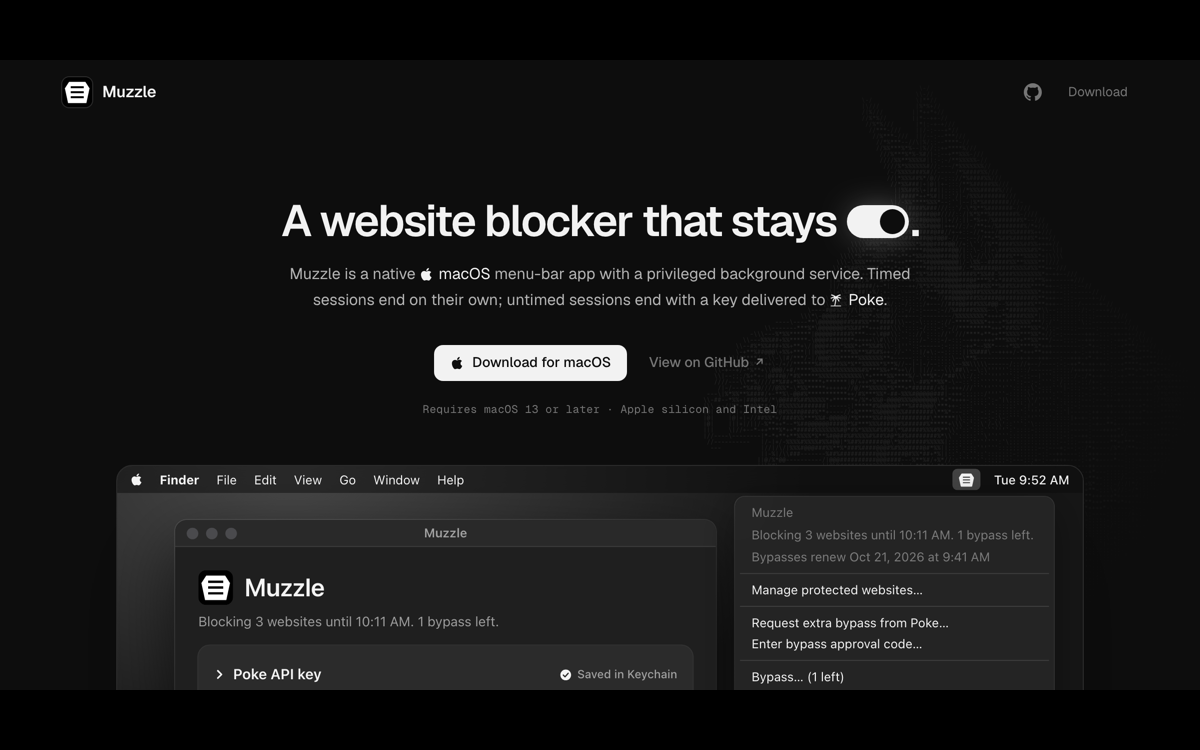 Muzzle
Download
A website blocker that stays .
Muzzle is a native macOS menu-bar app with a privileged background service. Timed
sessions end on their own; untimed sessions end with a key delivered to Poke.
Download for macOS
View on GitHub ↗
Requires macOS 13 or later · Apple silicon and Intel
Finder File Edit View Go Window Help
Tue 9:52 AM
Muzzle
Muzzle
Blocking 3 websites until 10:11 AM. 1 bypass left.
Poke API key
Saved in Keychain
Muzzle
Blocking 3 websites until 10:11 AM. 1 bypass left.
Bypasses renew Oct 21, 2026 at 9:41 AM
Manage protected websites...
Request extra bypass from Poke...
Enter bypass approval code...
Bypass... (1 left)